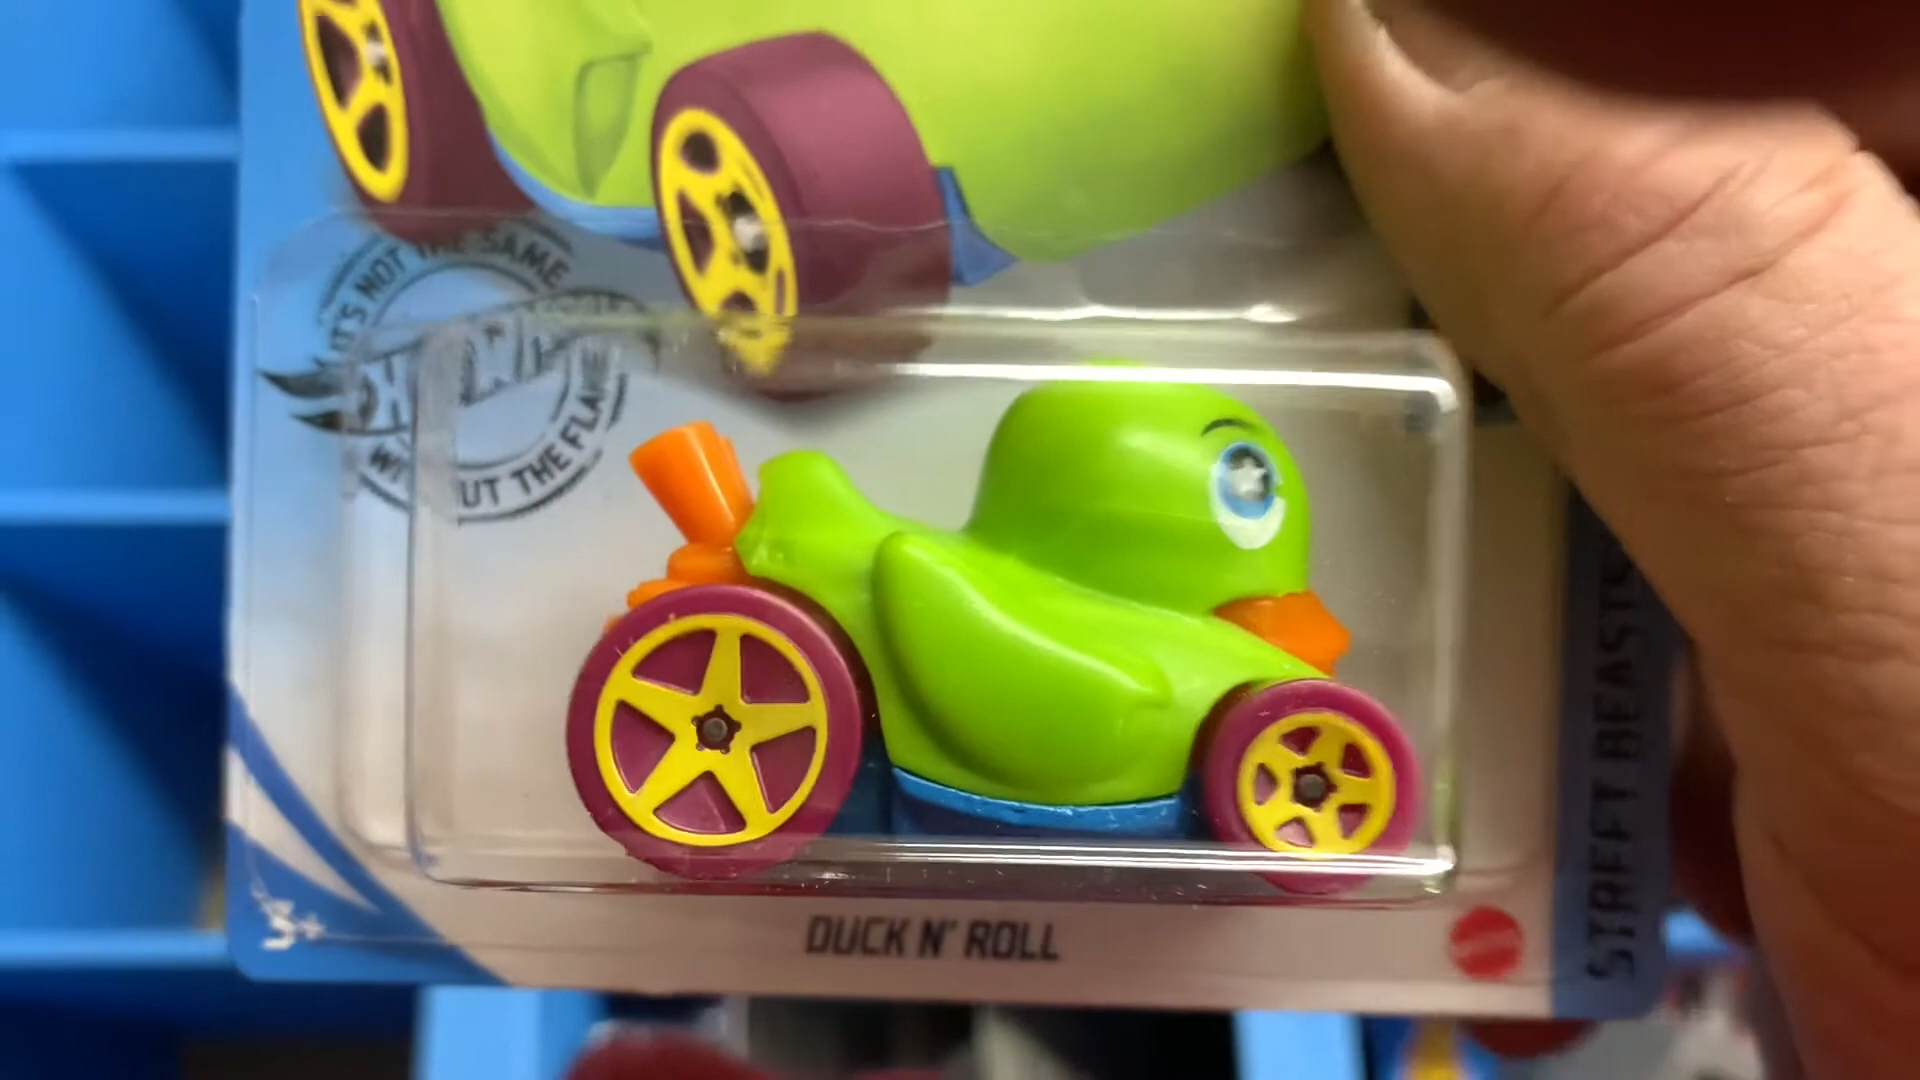 IT'S NOT THE SAME
WITHOUT THE FLAME
3+
DUCK N' ROLL
STREET BEASTS